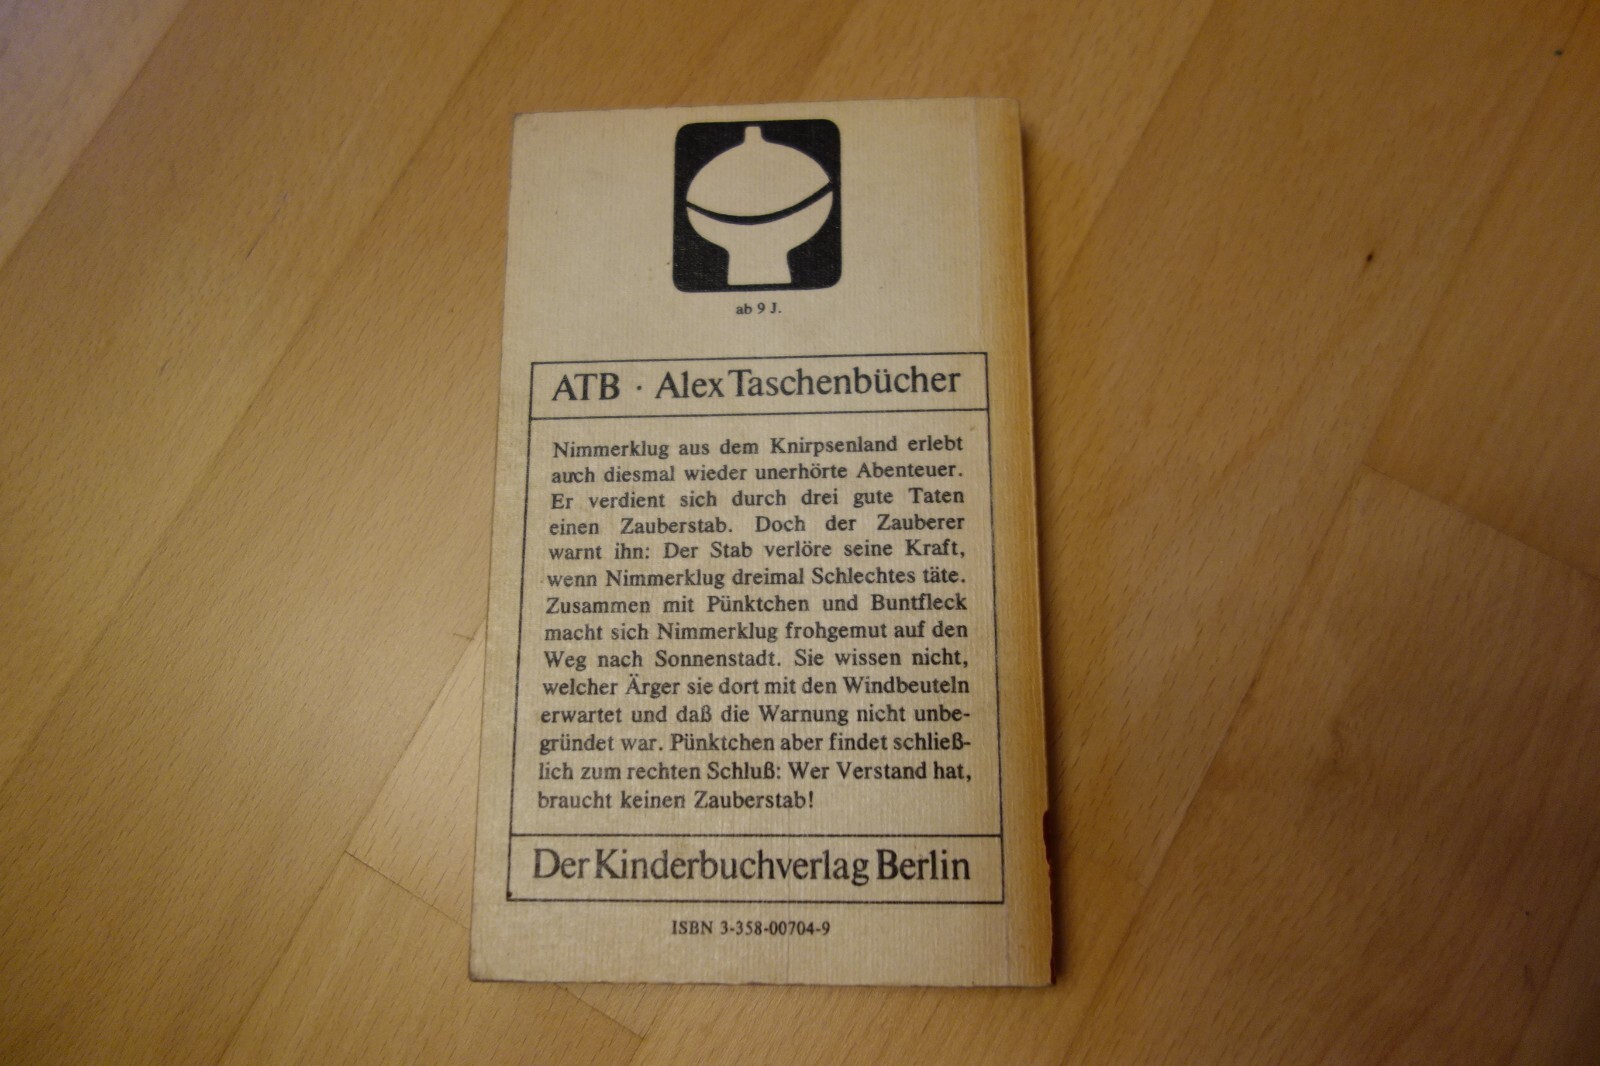 ab 9 J.
ATB · Alex Taschenbücher
Nimmerklug aus dem Knirpsenland erlebt
auch diesmal wieder unerhörte Abenteuer.
Er verdient sich durch drei gute Taten
einen Zauberstab. Doch der Zauberer
warnt ihn: Der Stab verlöre seine Kraft,
wenn Nimmerklug dreimal Schlechtes täte.
Zusammen mit Pünktchen und Buntfleck
macht sich Nimmerklug frohgemut auf den
Weg nach Sonnenstadt. Sie wissen nicht,
welcher Ärger sie dort mit den Windbeuteln
erwartet und daß die Warnung nicht unbe-
gründet war. Pünktchen aber findet schließ-
lich zum rechten Schluß: Wer Verstand hat,
braucht keinen Zauberstab!
Der Kinderbuchverlag Berlin
ISBN 3-358-00704-9